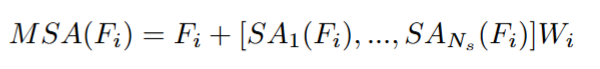 MSA(F_i) = F_i + [SA_1(F_i), ..., SA_{N_s}(F_i)]W_i